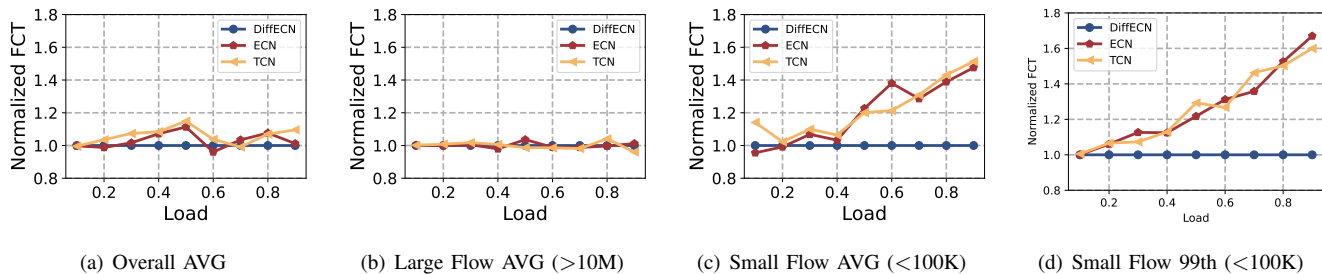 1.8
1.6
1.4
1.2
1.0
0.8
Normalized FCT
DiffECN
ECN
TCN
0.2 0.4 0.6 0.8
Load
(a) Overall AVG
1.8
1.6
1.4
1.2
1.0
0.8
Normalized FCT
DiffECN
ECN
TCN
0.2 0.4 0.6 0.8
Load
(b) Large Flow AVG (>10M)
1.8
1.6
1.4
1.2
1.0
0.8
Normalized FCT
DiffECN
ECN
TCN
0.2 0.4 0.6 0.8
Load
(c) Small Flow AVG (<100K)
1.8
1.6
1.4
1.2
1.0
0.8
Normalized FCT
DiffECN
ECN
TCN
0.2 0.4 0.6 0.8
Load
(d) Small Flow 99th (<100K)